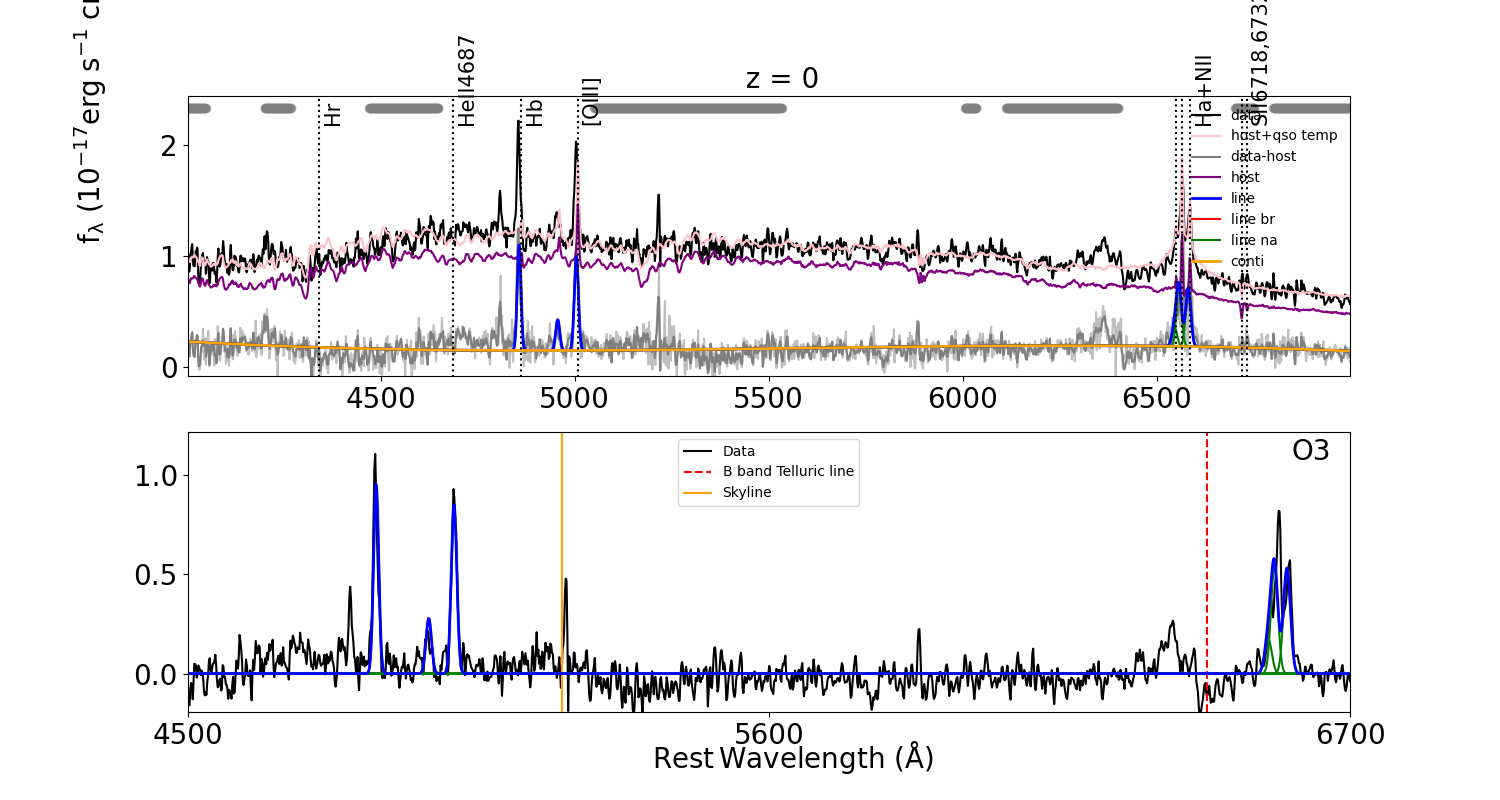 z = 0
fλ (10−17erg s−1 c
Hr
HeII4687
Hb
[OIII]
Ha+NII
SII6718,673
data
host+qso temp
data-host
host
line
line br
line na
conti
2
1
0
4500
5000
5500
6000
6500
O3
Data
B band Telluric line
Skyline
1.0
0.5
0.0
4500
5600
6700
Rest Wavelength (Å)